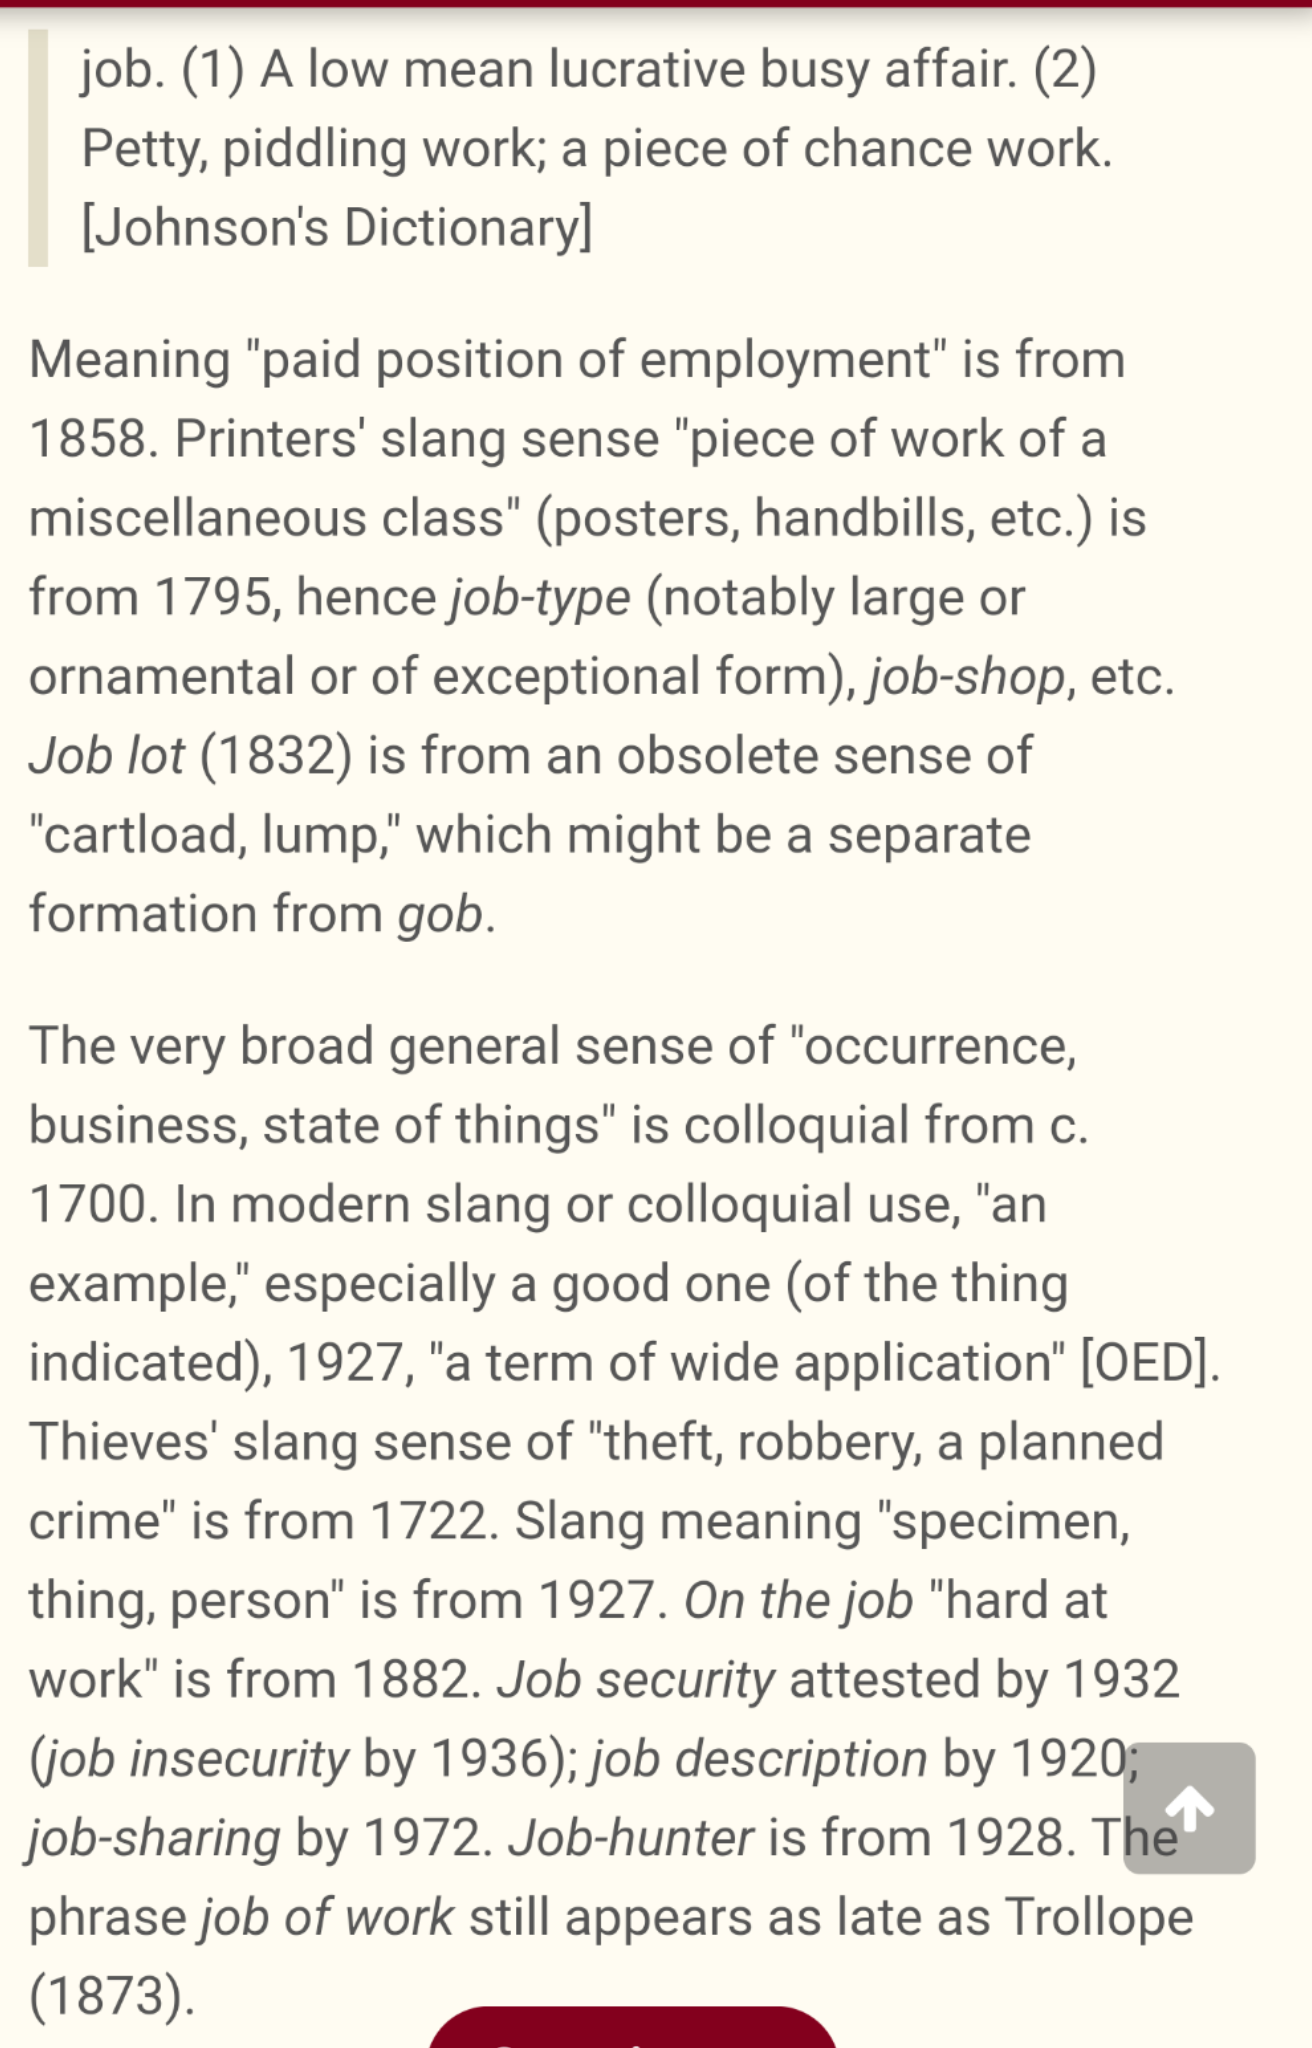 job. (1) A low mean lucrative busy affair. (2)
Petty, piddling work; a piece of chance work.
[Johnson's Dictionary]
Meaning "paid position of employment" is from
1858. Printers' slang sense "piece of work of a
miscellaneous class" (posters, handbills, etc.) is
from 1795, hence job-type (notably large or
ornamental or of exceptional form), job-shop, etc.
Job lot (1832) is from an obsolete sense of
"cartload, lump," which might be a separate
formation from gob.
The very broad general sense of "occurrence,
business, state of things" is colloquial from c.
1700. In modern slang or colloquial use, "an
example," especially a good one (of the thing
indicated), 1927, "a term of wide application" [OED].
Thieves' slang sense of "theft, robbery, a planned
crime" is from 1722. Slang meaning "specimen,
thing, person" is from 1927. On the job "hard at
work" is from 1882. Job security attested by 1932
(job insecurity by 1936); job description by 1920;
job-sharing by 1972. Job-hunter is from 1928. The
phrase job of work still appears as late as Trollope
(1873).